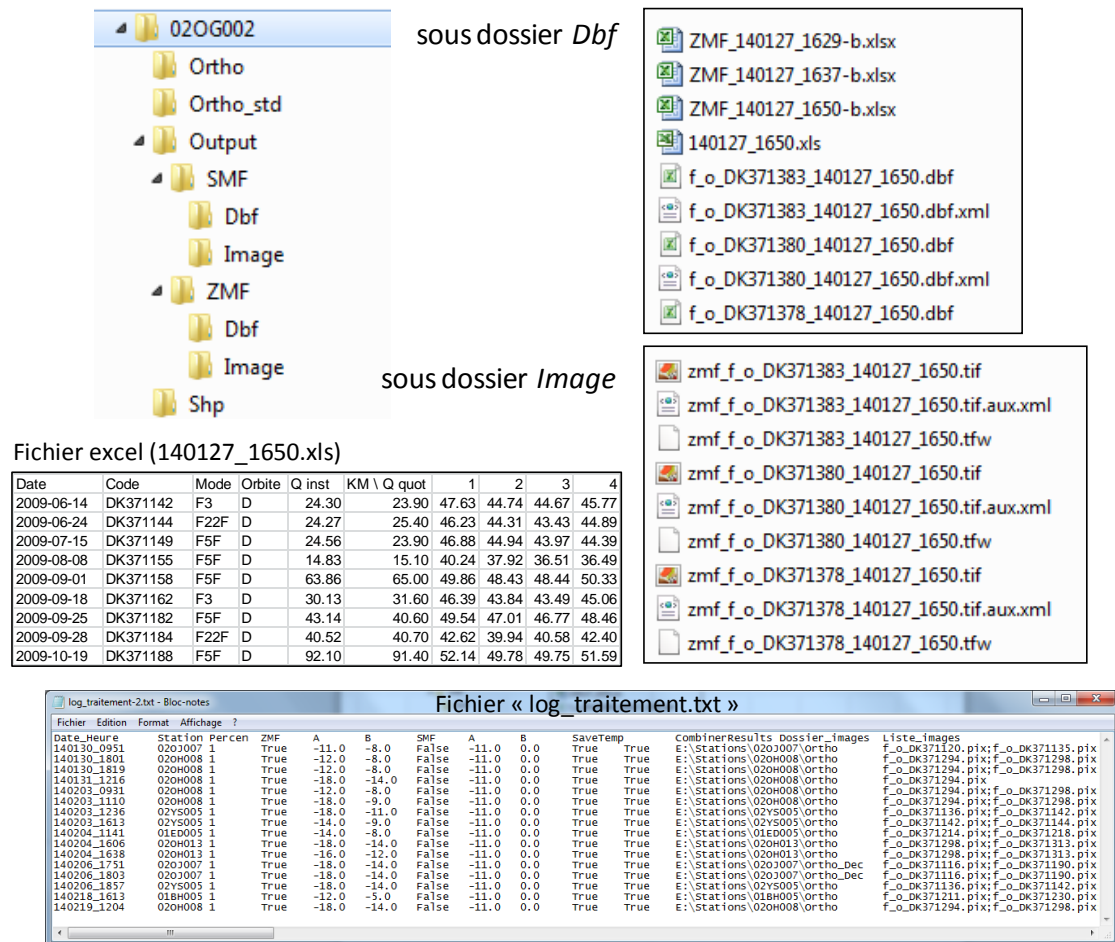 02OG002
Ortho
Ortho_std
Output
SMF
Dbf
Image
ZMF
Dbf
Image
Shp
sous dossier Dbf
ZMF_140127_1629-b.xlsx
ZMF_140127_1637-b.xlsx
ZMF_140127_1650-b.xlsx
140127_1650.xls
f_o_DK371383_140127_1650.dbf
f_o_DK371383_140127_1650.dbf.xml
f_o_DK371380_140127_1650.dbf
f_o_DK371380_140127_1650.dbf.xml
f_o_DK371378_140127_1650.dbf
sous dossier Image
zmf_f_o_DK371383_140127_1650.tif
zmf_f_o_DK371383_140127_1650.tif.aux.xml
zmf_f_o_DK371383_140127_1650.tfw
zmf_f_o_DK371380_140127_1650.tif
zmf_f_o_DK371380_140127_1650.tif.aux.xml
zmf_f_o_DK371380_140127_1650.tfw
zmf_f_o_DK371378_140127_1650.tif
zmf_f_o_DK371378_140127_1650.tif.aux.xml
zmf_f_o_DK371378_140127_1650.tfw
Fichier excel (140127_1650.xls)
Date Code Mode Orbite Q inst KM \ Q quot 1 2 3 4
2009-06-14 DK371142 F3 D 24.30 23.90 47.63 44.74 44.67 45.77
2009-06-24 DK371144 F22F D 24.27 25.40 46.23 44.31 43.43 44.89
2009-07-15 DK371149 F5F D 24.56 23.90 46.88 44.94 43.97 44.39
2009-08-08 DK371155 F5F D 14.83 15.10 40.24 37.92 36.51 36.49
2009-09-01 DK371158 F5F D 63.86 65.00 49.86 48.43 48.44 50.33
2009-09-18 DK371162 F3 D 30.13 31.60 46.39 43.84 43.49 45.06
2009-09-25 DK371182 F5F D 43.14 40.60 49.54 47.01 46.77 48.46
2009-09-28 DK371184 F22F D 40.52 40.70 42.62 39.94 40.58 42.40
2009-10-19 DK371188 F5F D 92.10 91.40 52.14 49.78 49.75 51.59
log_traitement-2.txt - Bloc-notes
Fichier « log_traitement.txt »
Fichier Edition Format Affichage ?
Date_Heure Station Percen ZMF A B SMF A B SaveTemp CombinerResults Dossier_images Liste_images
140130_0951 02OJ007 1 True -11.0 -8.0 False -11.0 0.0 True True E:\Stations\02OJ007\Ortho f_o_DK371120.pix;f_o_DK371135.pix
140130_1801 02OH008 1 True -12.0 -8.0 False -11.0 0.0 True True E:\Stations\02OH008\Ortho f_o_DK371294.pix;f_o_DK371298.pix
140130_1819 02OH008 1 True -12.0 -8.0 False -11.0 0.0 True True E:\Stations\02OH008\Ortho f_o_DK371294.pix;f_o_DK371298.pix
140131_1216 02OH008 1 True -18.0 -14.0 False -11.0 0.0 True True E:\Stations\02OH008\Ortho f_o_DK371294.pix
140203_0931 02OH008 1 True -12.0 -8.0 False -11.0 0.0 True True E:\Stations\02OH008\Ortho f_o_DK371294.pix;f_o_DK371298.pix
140203_1110 02OH008 1 True -18.0 -9.0 False -11.0 0.0 True True E:\Stations\02OH008\Ortho f_o_DK371294.pix;f_o_DK371298.pix
140203_1236 02YS005 1 True -18.0 -11.0 False -11.0 0.0 True True E:\Stations\02YS005\Ortho f_o_DK371136.pix;f_o_DK371142.pix
140203_1613 02YS005 1 True -14.0 -9.0 False -11.0 0.0 True True E:\Stations\02YS005\Ortho f_o_DK371142.pix;f_o_DK371144.pix
140204_1141 01ED005 1 True -14.0 -8.0 False -11.0 0.0 True True E:\Stations\01ED005\Ortho f_o_DK371214.pix;f_o_DK371218.pix
140204_1606 02OH013 1 True -18.0 -14.0 False -11.0 0.0 True True E:\Stations\02OH013\Ortho f_o_DK371298.pix;f_o_DK371313.pix
140204_1638 02OH013 1 True -16.0 -12.0 False -11.0 0.0 True True E:\Stations\02OH013\Ortho f_o_DK371298.pix;f_o_DK371313.pix
140206_1751 02OJ007 1 True -18.0 -14.0 False -11.0 0.0 True True E:\Stations\02OJ007\Ortho_Dec f_o_DK371116.pix;f_o_DK371190.pix
140206_1803 02OJ007 1 True -18.0 -14.0 False -11.0 0.0 True True E:\Stations\02OJ007\Ortho_Dec f_o_DK371116.pix;f_o_DK371190.pix
140206_1857 02YS005 1 True -18.0 -14.0 False -11.0 0.0 True True E:\Stations\02YS005\Ortho f_o_DK371136.pix;f_o_DK371142.pix
140218_1613 01BH005 1 True -12.0 -5.0 False -11.0 0.0 True True E:\Stations\01BH005\Ortho f_o_DK371211.pix;f_o_DK371230.pix
140219_1204 02OH008 1 True -18.0 -14.0 False -11.0 0.0 True True E:\Stations\02OH008\Ortho f_o_DK371294.pix;f_o_DK371298.pix